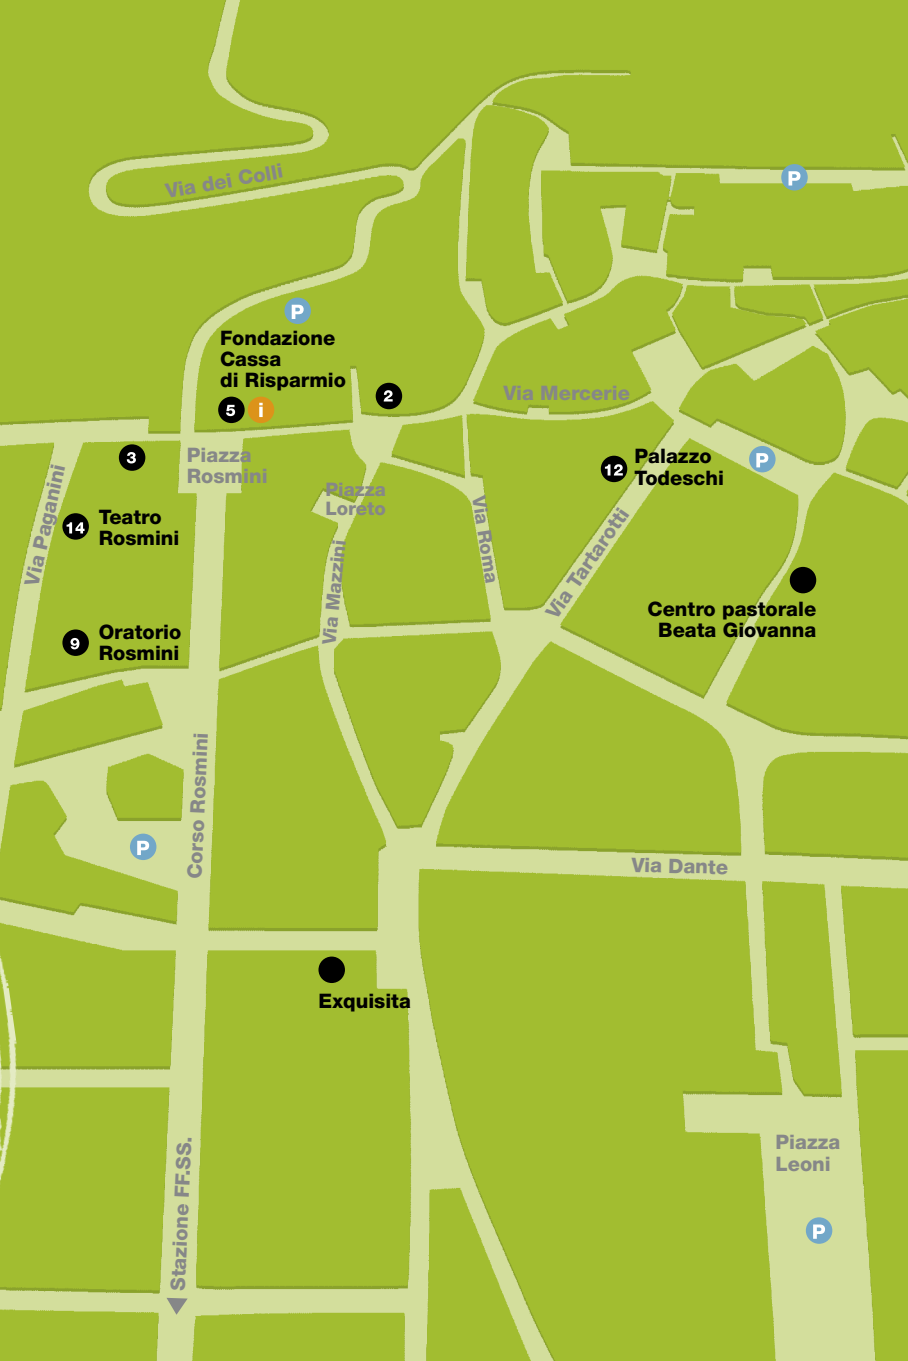 P
Via dei Colli
P
Fondazione
Cassa
di Risparmio
5 i
2
Via Mercerie
3
Piazza
Rosmini
12
Palazzo
Todeschi
P
Piazza
Loreto
Via Paganini
14
Teatro
Rosmini
Via Mazzini
Via Roma
Via Tartarotti
Centro pastorale
Beata Giovanna
9
Oratorio
Rosmini
Corso Rosmini
P
Via Dante
Exquisita
Stazione FF.SS.
Piazza
Leoni
P